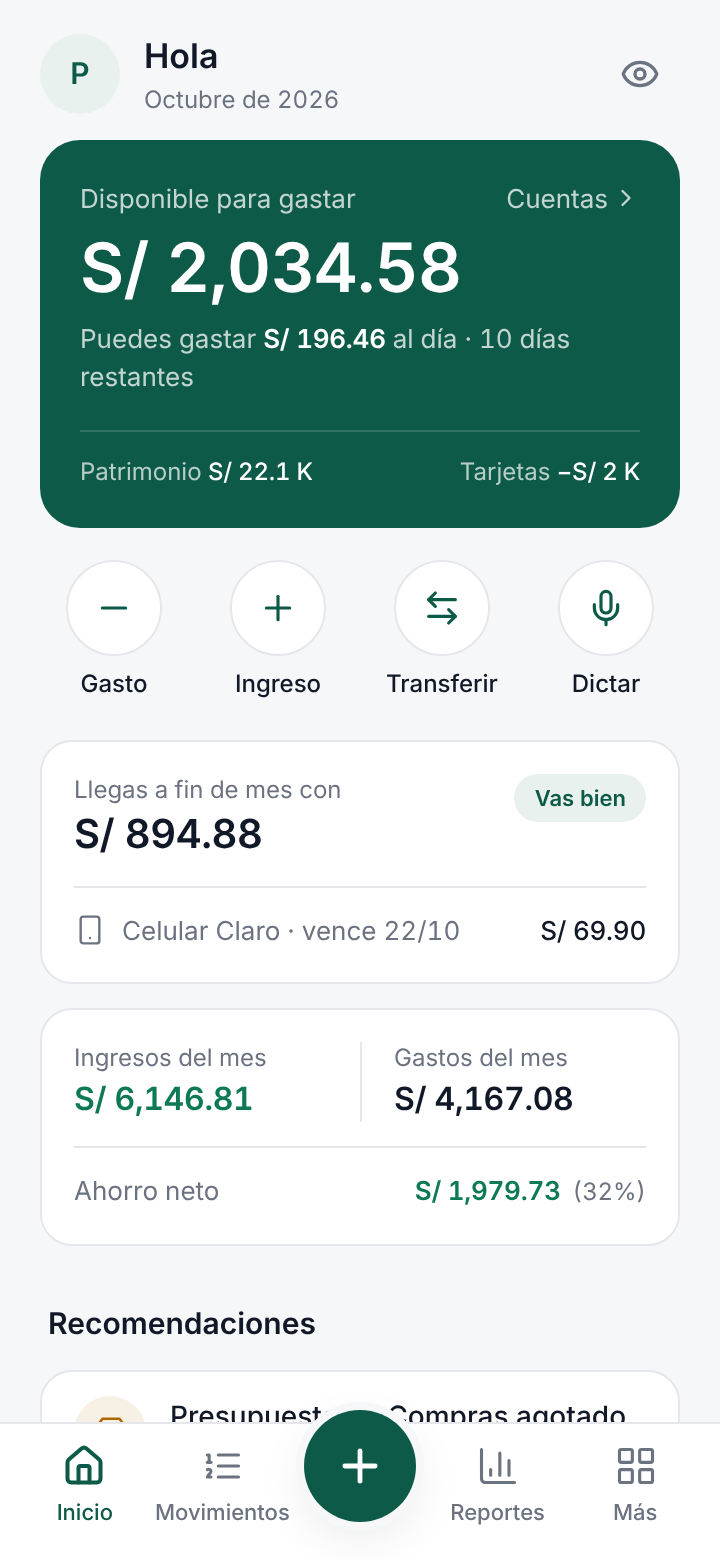 P
Hola
Octubre de 2026
Disponible para gastar
Cuentas
S/ 2,034.58
Puedes gastar S/ 196.46 al día · 10 días
restantes
Patrimonio S/ 22.1 K
Tarjetas −S/ 2 K
Gasto
Ingreso
Transferir
Dictar
Llegas a fin de mes con
Vas bien
S/ 894.88
Celular Claro · vence 22/10
S/ 69.90
Ingresos del mes
Gastos del mes
S/ 6,146.81
S/ 4,167.08
Ahorro neto
S/ 1,979.73 (32%)
Recomendaciones
Compras agotado
Inicio
Movimientos
Reportes
Más